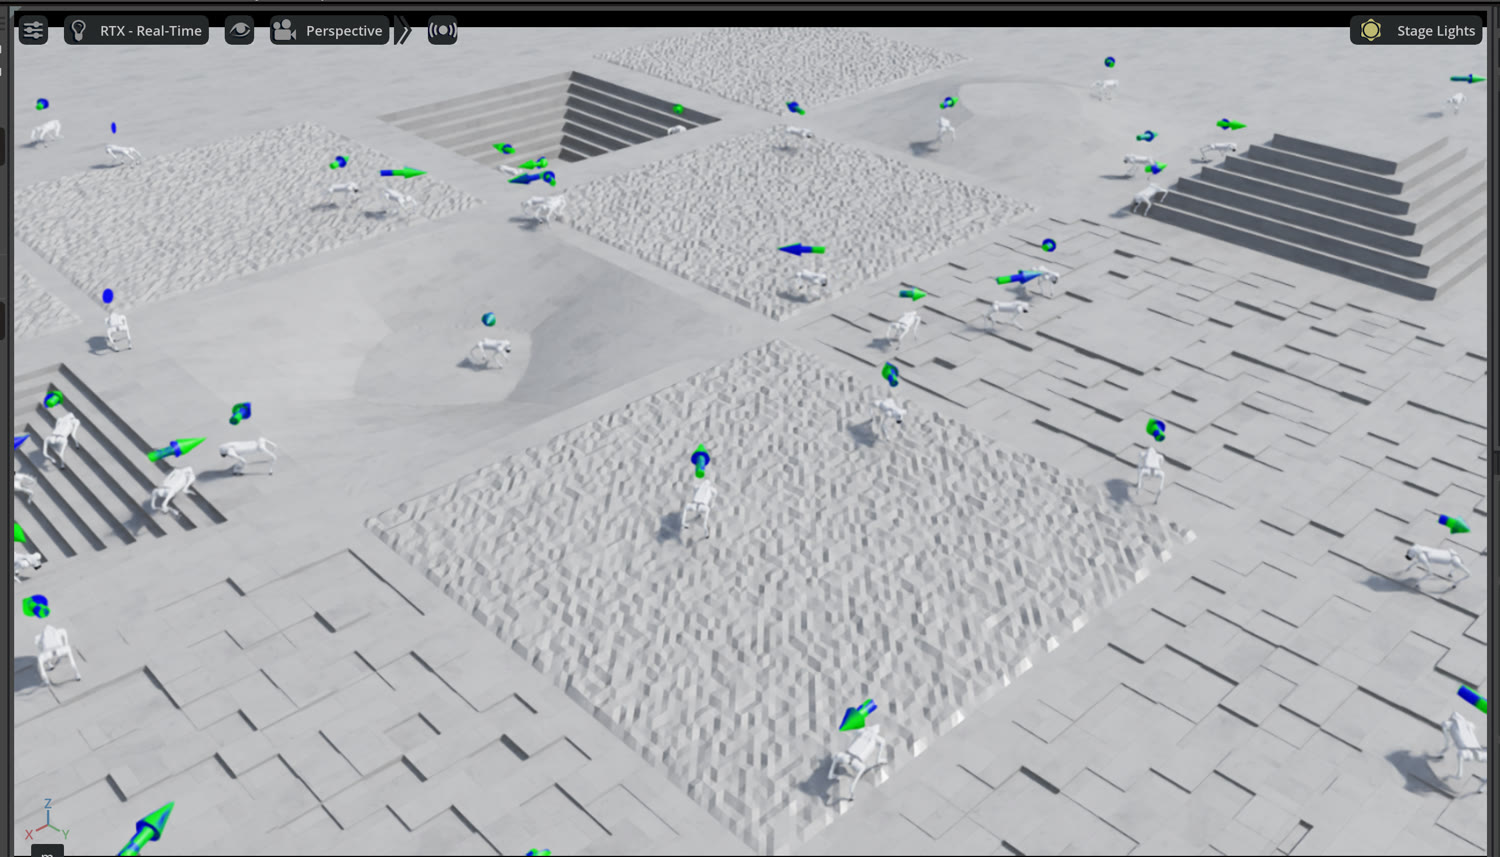 RTX - Real-Time
Perspective
Stage Lights
Z
X
Y